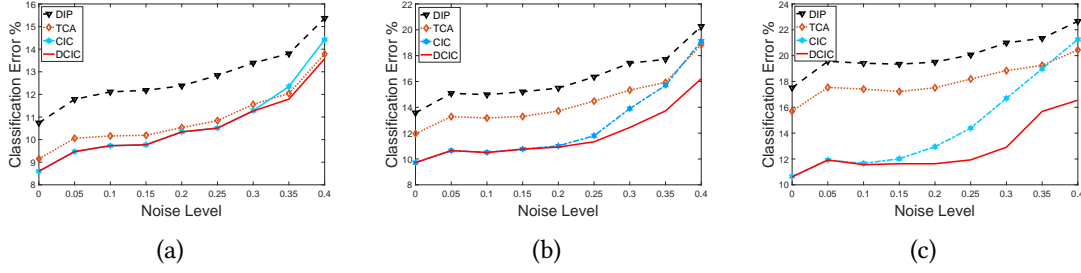 Classification Error %
16
15
14
13
12
11
10
9
8
DIP
TCA
CIC
DCIC
0 0.05 0.1 0.15 0.2 0.25 0.3 0.35 0.4
Noise Level
(a)
Classification Error %
22
20
18
16
14
12
10
8
DIP
TCA
CIC
DCIC
0 0.05 0.1 0.15 0.2 0.25 0.3 0.35 0.4
Noise Level
(b)
Classification Error %
24
22
20
18
16
14
12
10
DIP
TCA
CIC
DCIC
0 0.05 0.1 0.15 0.2 0.25 0.3 0.35 0.4
Noise Level
(c)